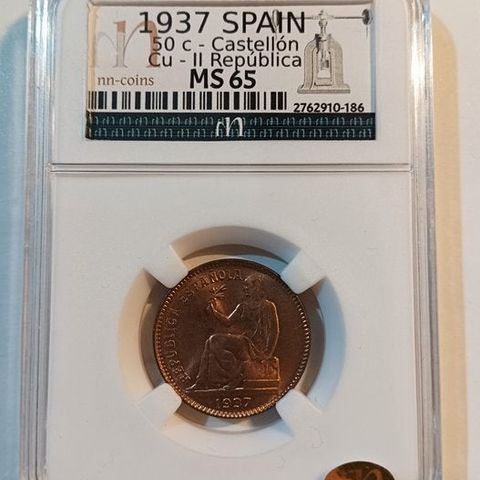 1937 SPAIN
50 c - Castellón
Cu - II República
MS 65
nn-coins
2762910-186
REPUBLICA ESPAÑOLA
1937